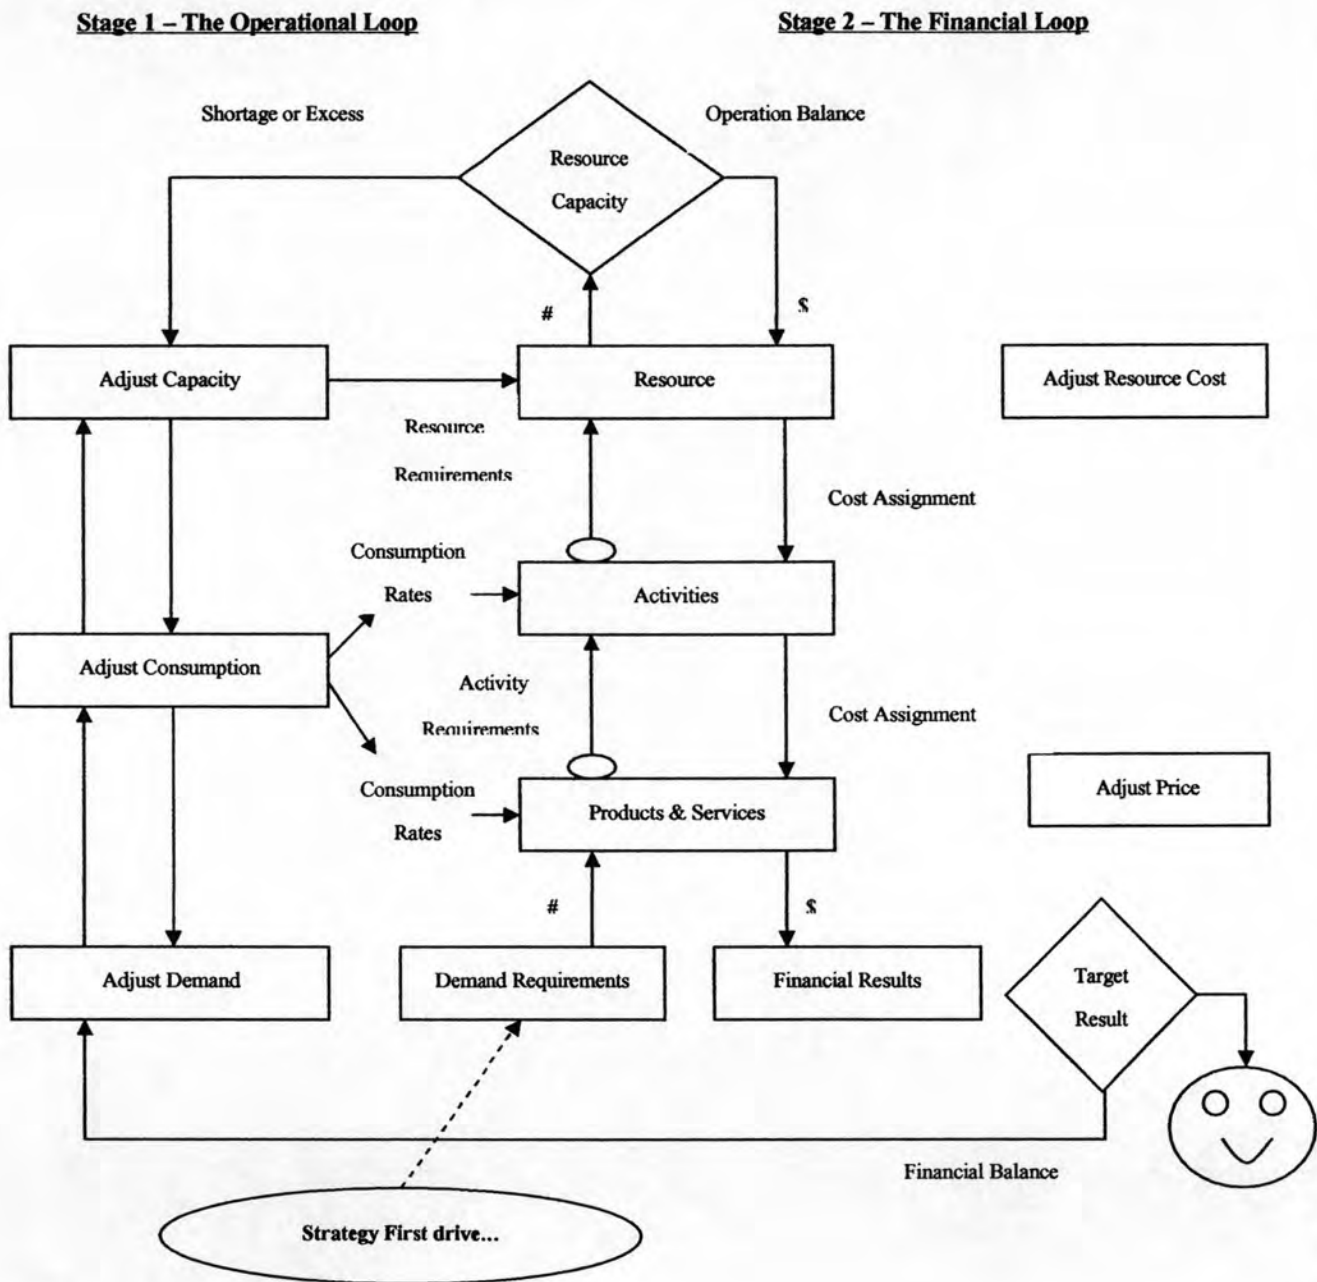 Stage 1 – The Operational Loop
Stage 2 – The Financial Loop
Shortage or Excess
Operation Balance
Resource
Capacity
#
$
Adjust Capacity
Resource
Adjust Resource Cost
Resource
Requirements
Cost Assignment
Consumption
Rates
Activities
Adjust Consumption
Activity
Requirements
Cost Assignment
Consumption
Rates
Products & Services
Adjust Price
#
$
Adjust Demand
Demand Requirements
Financial Results
Target
Result
Financial Balance
Strategy First drive...